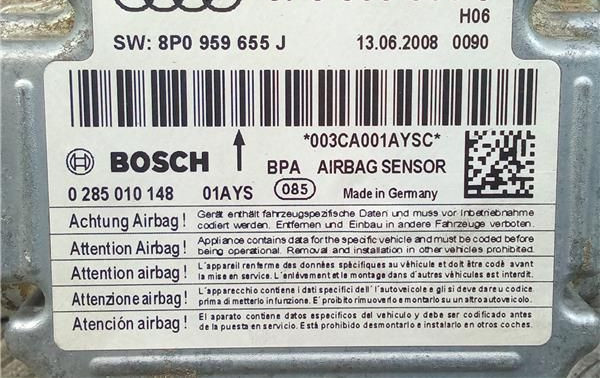 H06
SW: 8P0 959 655 J 13.06.2008 0090
*003CA001AYSC*
BOSCH BPA AIRBAG SENSOR
0 285 010 148 01AYS 085 Made in Germany
Achtung Airbag! Gerät enthält fahrzeugspezifische Daten und muss vor Inbetriebnahme
codiert werden. Entfernen und Einbau in andere Fahrzeuge verboten.
Attention Airbag! Appliance contains data for the specific vehicle and must be coded before
being operational. Removal and installation in other vehicles prohibited.
Attention airbag! L'appareil renferme des données spécifiques au véhicule et doit être codé avant
la mise en service. L'enlèvement et le montage dans d'autres véhicules est interdit.
Attenzione airbag! L'apparecchio contiene i dati specifici dell'autoveicolo e gli si deve dare u codice
prima di metterlo in funzione. E'proibito rimuoverlo e montarlo su un altro autoveicolo.
Atención airbag! El aparato contiene datos específicos del vehículo y debe ser codificado antes
de la puesta en servicio. Está prohibido desmontarlo e instalarlo en otros coches.